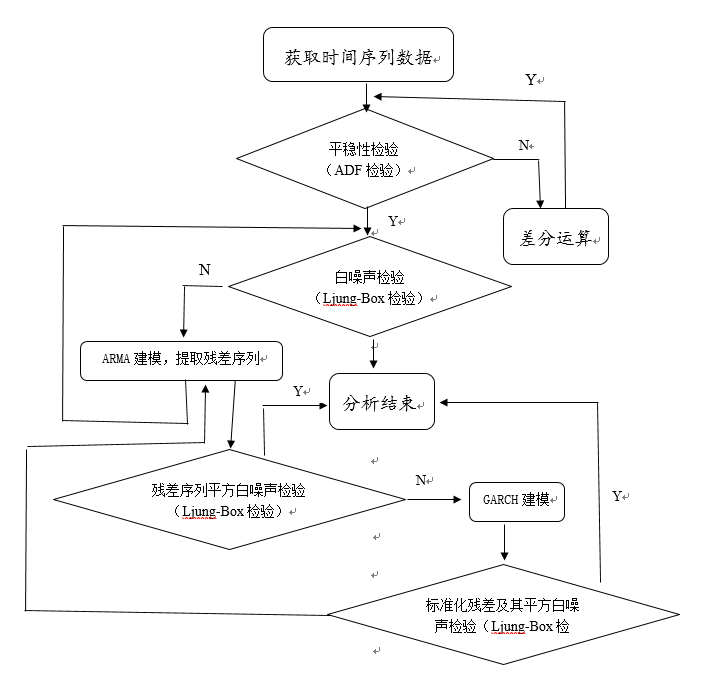 获取时间序列数据
Y
平稳性检验
（ADF 检验）
N
Y
差分运算
白噪声检验
（Ljung-Box 检验）
N
ARMA 建模，提取残差序列
Y
分析结束
残差序列平方白噪声检验
（Ljung-Box 检验）
N
GARCH 建模
Y
标准化残差及其平方白噪
声检验（Ljung-Box 检